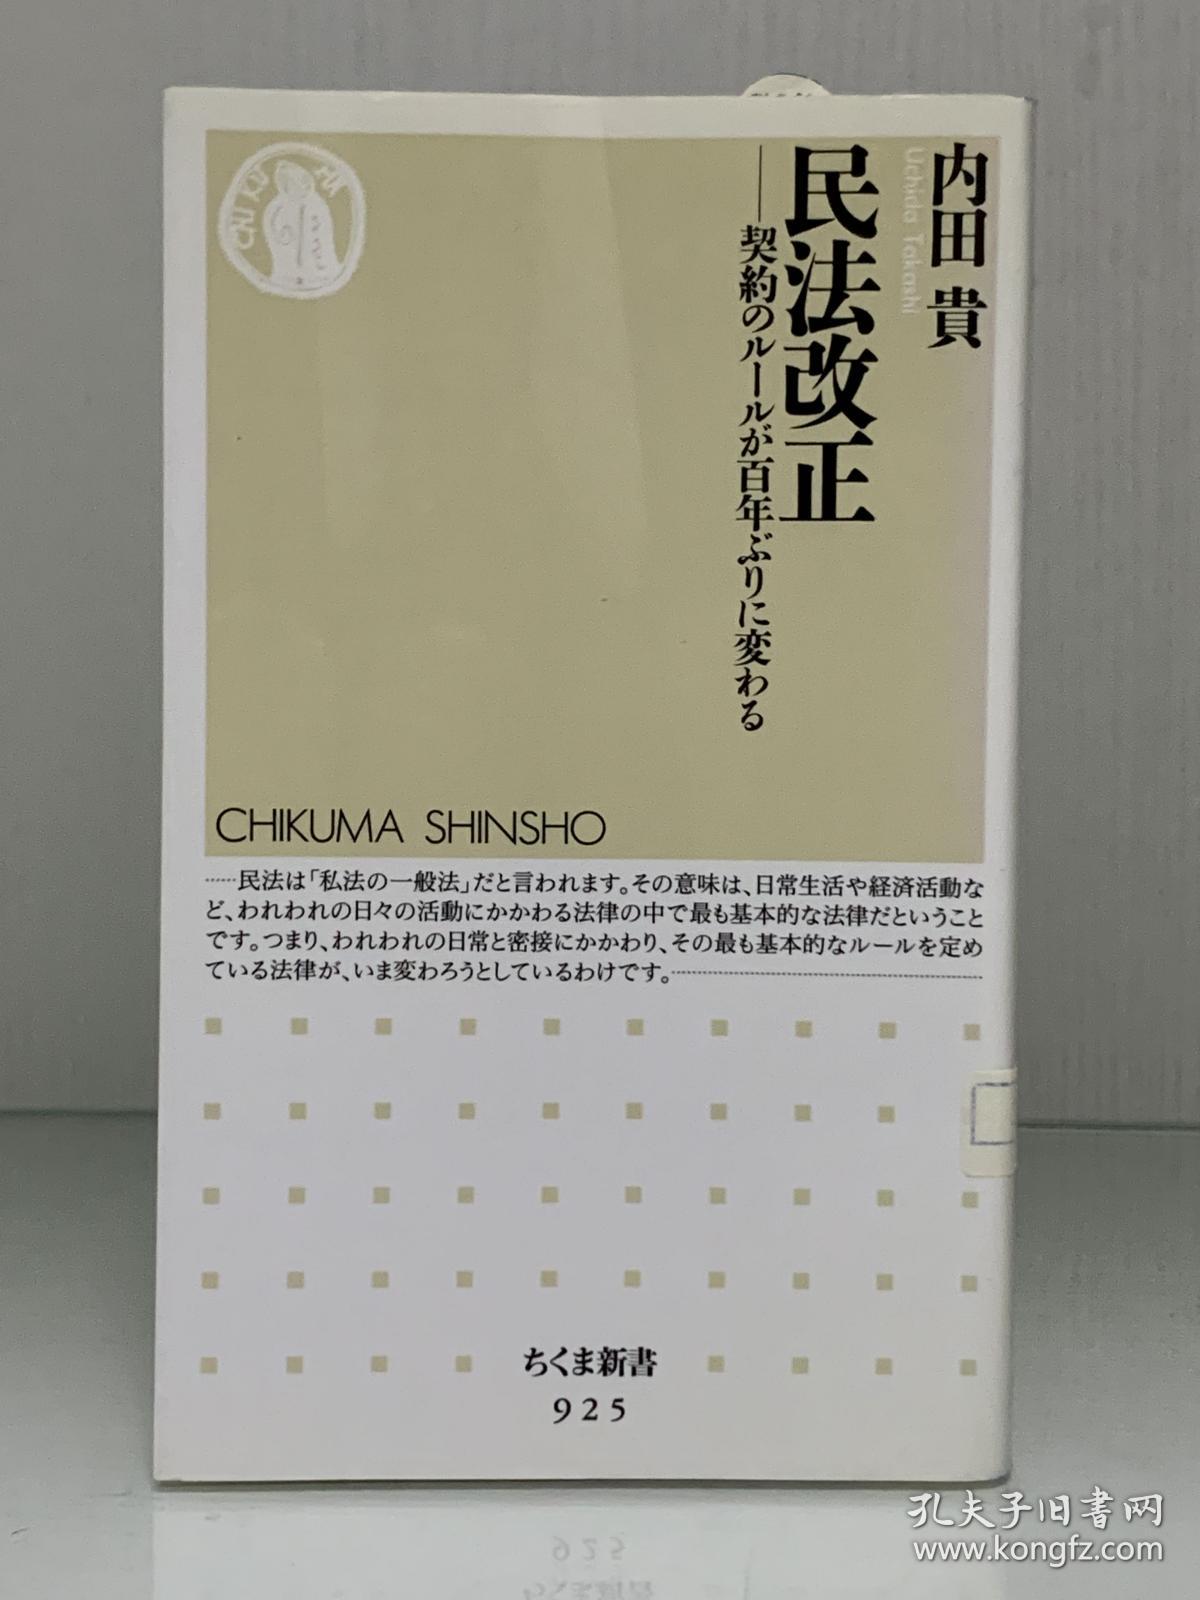 内田 貴
Uchida Takashi
民法改正
——契約のルールが百年ぶりに変わる
CHIKUMA
CHIKUMA SHINSHO
……民法は「私法の一般法」だと言われます。その意味は、日常生活や経済活動な
ど、われわれの日々の活動にかかわる法律の中で最も基本的な法律だということ
です。つまり、われわれの日常と密接にかかわり、その最も基本的なルールを定め
ている法律が、いま変わろうとしているわけです。……
ちくま新書
925
孔夫子旧书网
www.kongfz.com